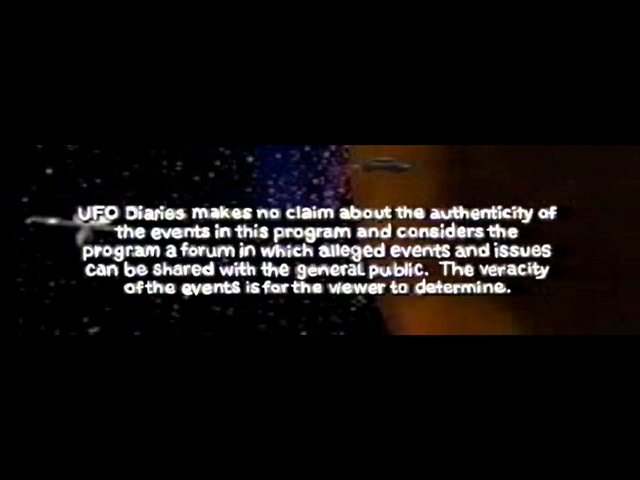 UFO Diaries makes no claim about the authenticity of
the events in this program and considers the
program a forum in which alleged events and issues
can be shared with the general public. The veracity
of the events is for the viewer to determine.